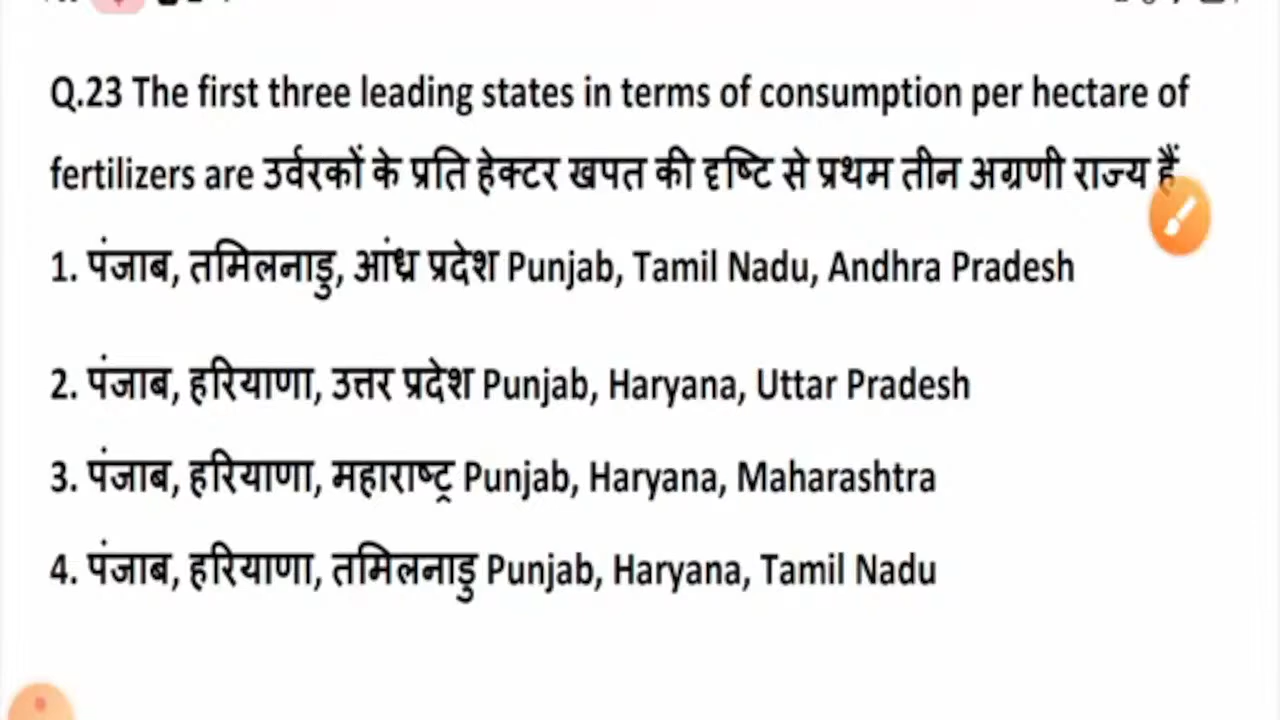 Q.23 The first three leading states in terms of consumption per hectare of
fertilizers are उर्वरकों के प्रति हेक्टर खपत की दृष्टि से प्रथम तीन अग्रणी राज्य हैं
1. पंजाब, तमिलनाडु, आंध्र प्रदेश Punjab, Tamil Nadu, Andhra Pradesh
2. पंजाब, हरियाणा, उत्तर प्रदेश Punjab, Haryana, Uttar Pradesh
3. पंजाब, हरियाणा, महाराष्ट्र Punjab, Haryana, Maharashtra
4. पंजाब, हरियाणा, तमिलनाडु Punjab, Haryana, Tamil Nadu